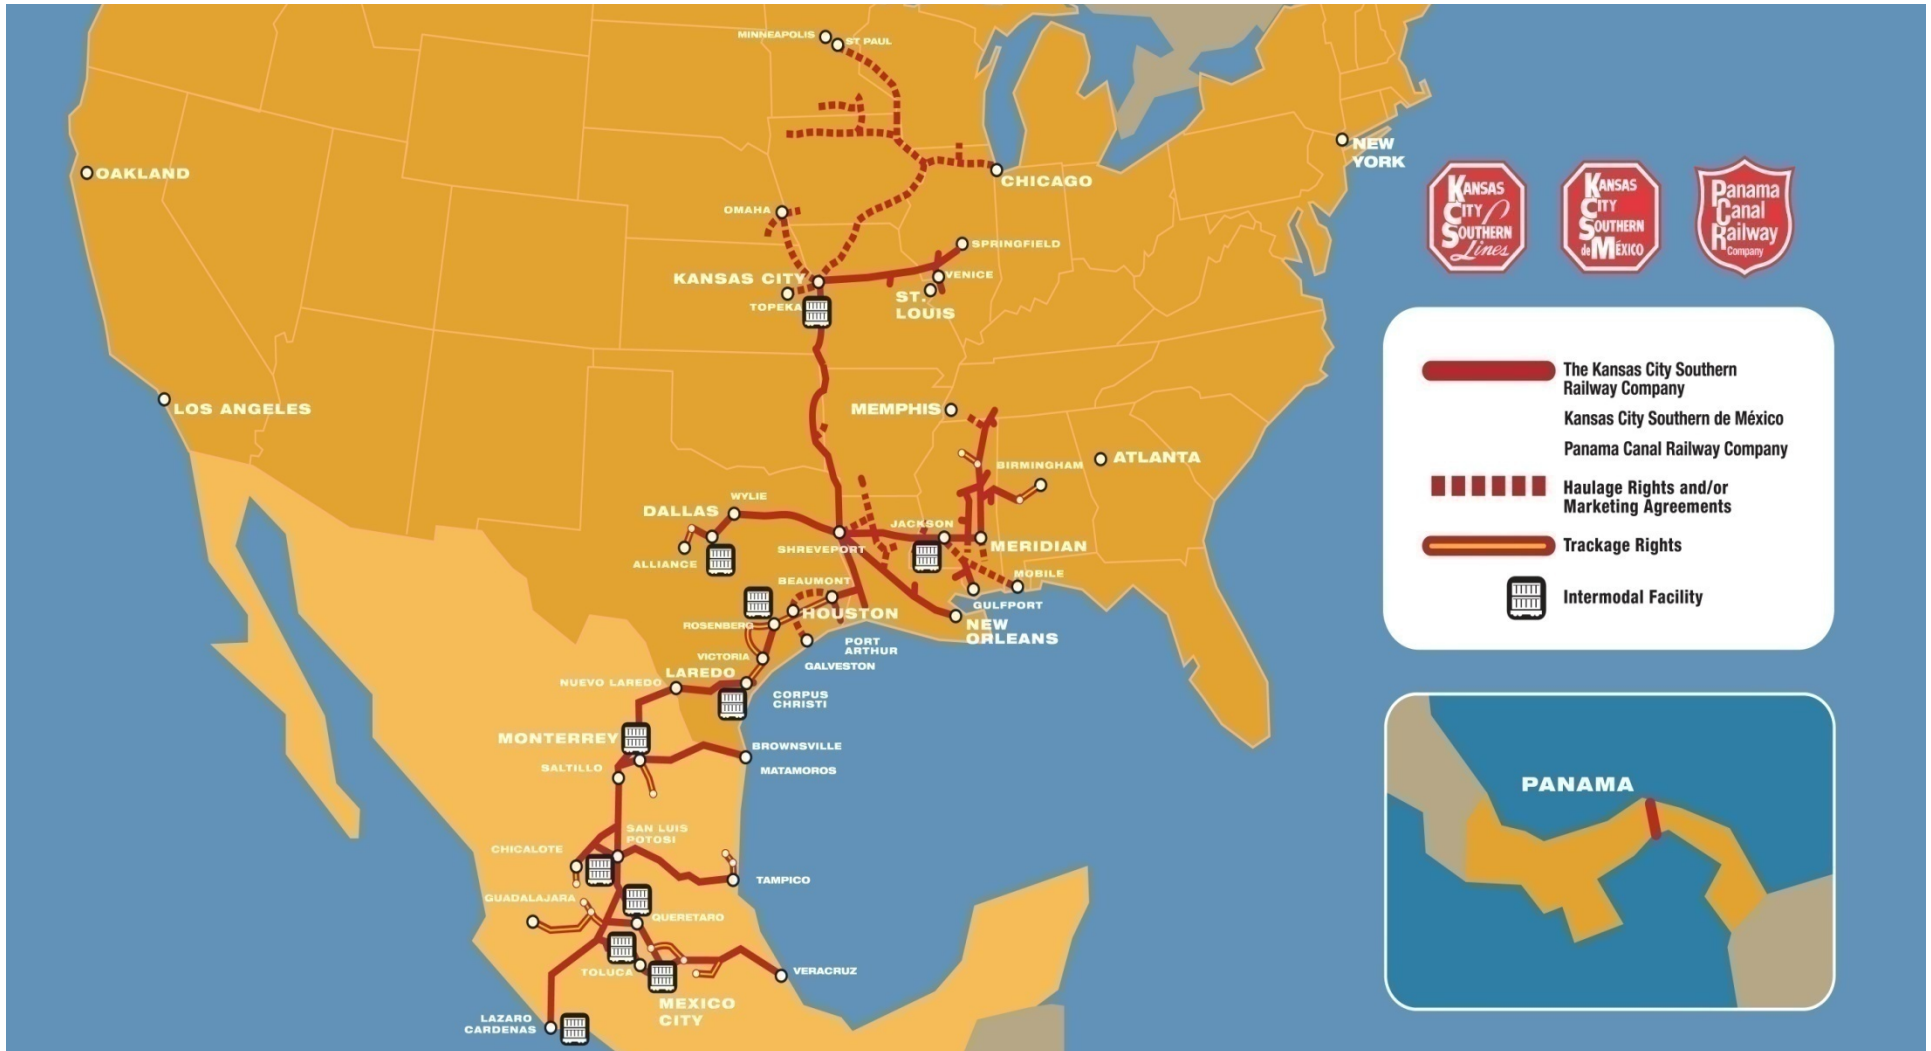 MINNEAPOLIS
ST PAUL
OAKLAND
NEW
YORK
CHICAGO
OMAHA
SPRINGFIELD
KANSAS CITY
VENICE
TOPEKA
ST.
LOUIS
LOS ANGELES
MEMPHIS
BIRMINGHAM
ATLANTA
WYLIE
DALLAS
JACKSON
SHREVEPORT
MERIDIAN
ALLIANCE
BEAUMONT
MOBILE
GULFPORT
HOUSTON
ROSENBERG
NEW
ORLEANS
PORT
ARTHUR
VICTORIA
GALVESTON
LAREDO
NUEVO LAREDO
CORPUS
CHRISTI
MONTERREY
BROWNSVILLE
SALTILLO
MATAMOROS
SAN LUIS
POTOSI
CHICALOTE
TAMPICO
GUADALAJARA
QUERETARO
TOLUCA
VERACRUZ
MEXICO
CITY
LAZARO
CARDENAS
KANSAS
CITY
SOUTHERN
Lines
KANSAS
CITY
SOUTHERN
de MÉXICO
Panama
Canal
Railway
Company
The Kansas City Southern
Railway Company
Kansas City Southern de México
Panama Canal Railway Company
Haulage Rights and/or
Marketing Agreements
Trackage Rights
Intermodal Facility
PANAMA